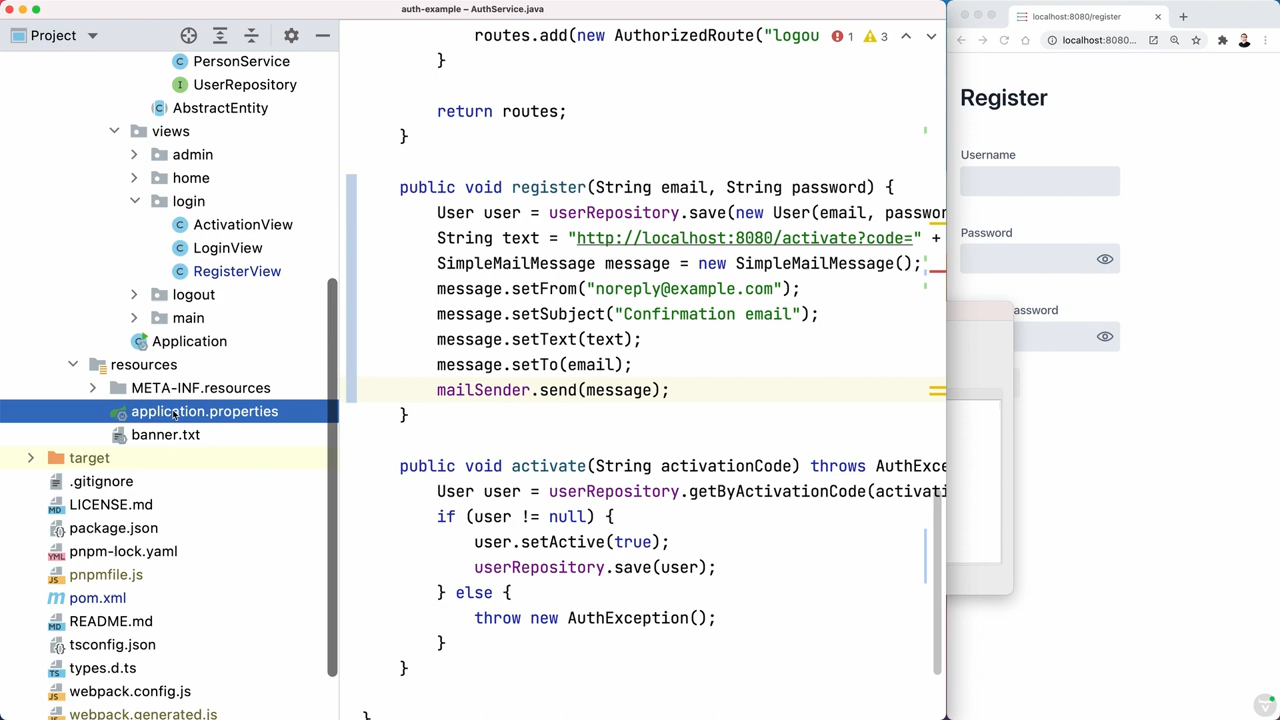 auth-example – AuthService.java
Project
PersonService
UserRepository
AbstractEntity
views
admin
home
login
ActivationView
LoginView
RegisterView
logout
main
Application
resources
META-INF.resources
application.properties
banner.txt
target
.gitignore
LICENSE.md
package.json
pnpm-lock.yaml
pnpmfile.js
pom.xml
README.md
tsconfig.json
types.d.ts
webpack.config.js
webpack.generated.js
routes.add(new AuthorizedRoute("logou
1
3
}
return routes;
}
public void register(String email, String password) {
User user = userRepository.save(new User(email, passwor
String text = "http://localhost:8080/activate?code=" +
SimpleMailMessage message = new SimpleMailMessage();
message.setFrom("noreply@example.com");
message.setSubject("Confirmation email");
message.setText(text);
message.setTo(email);
mailSender.send(message);
}
public void activate(String activationCode) throws AuthExce
User user = userRepository.getByActivationCode(activati
if (user != null) {
user.setActive(true);
userRepository.save(user);
} else {
throw new AuthException();
}
}
}
localhost:8080/register
localhost:8080...
Register
Username
Password
assword